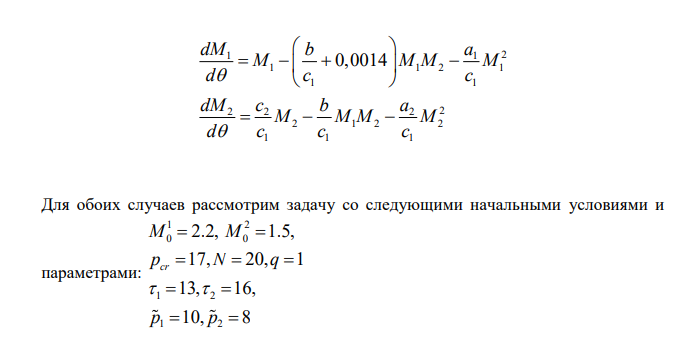 dM₁/dθ = M₁ − (b/c₁ + 0,0014) M₁M₂ − a₁/c₁ M₁²
dM₂/dθ = c₂/c₁ M₂ − b/c₁ M₁M₂ − a₂/c₁ M₂²
Для обоих случаев рассмотрим задачу со следующими начальными условиями и
параметрами:
M₀¹ = 2.2, M₀² = 1.5,
p_cr = 17, N = 20, q = 1
τ₁ = 13, τ₂ = 16,
p̃₁ = 10, p̃₂ = 8